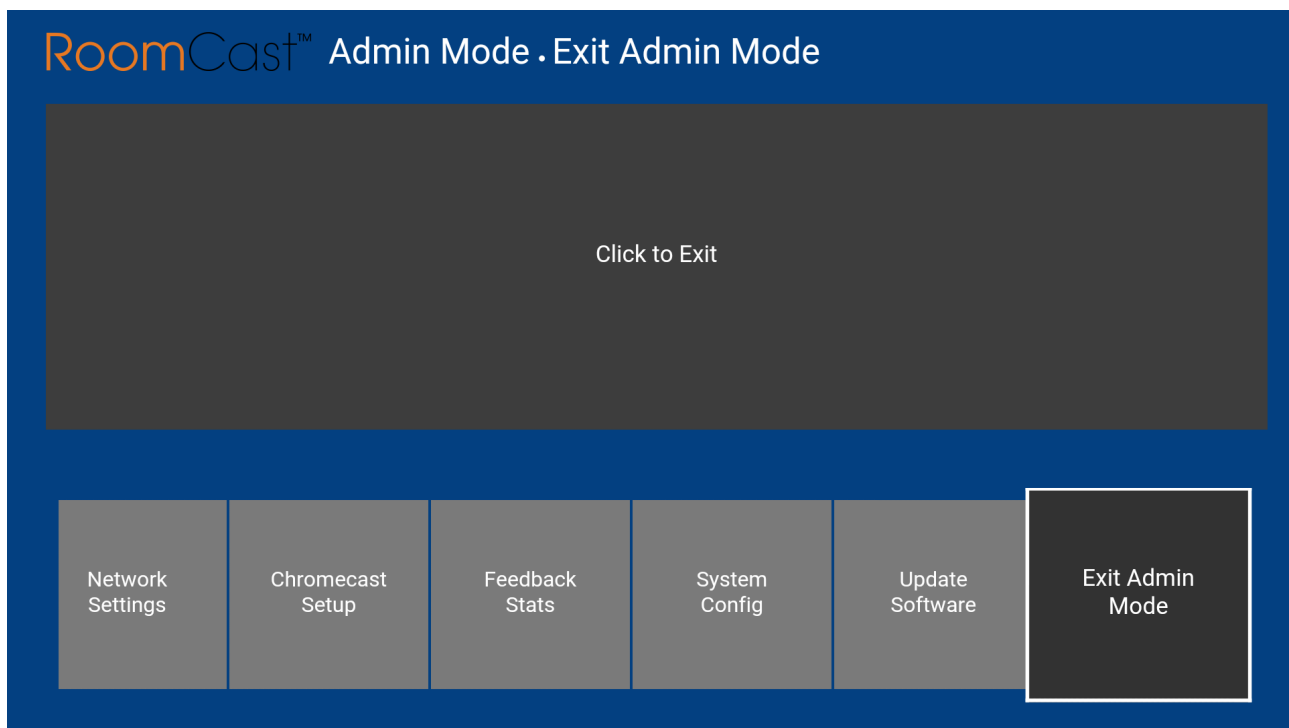 RoomCast™ Admin Mode • Exit Admin Mode
Click to Exit
Network
Settings
Chromecast
Setup
Feedback
Stats
System
Config
Update
Software
Exit Admin
Mode